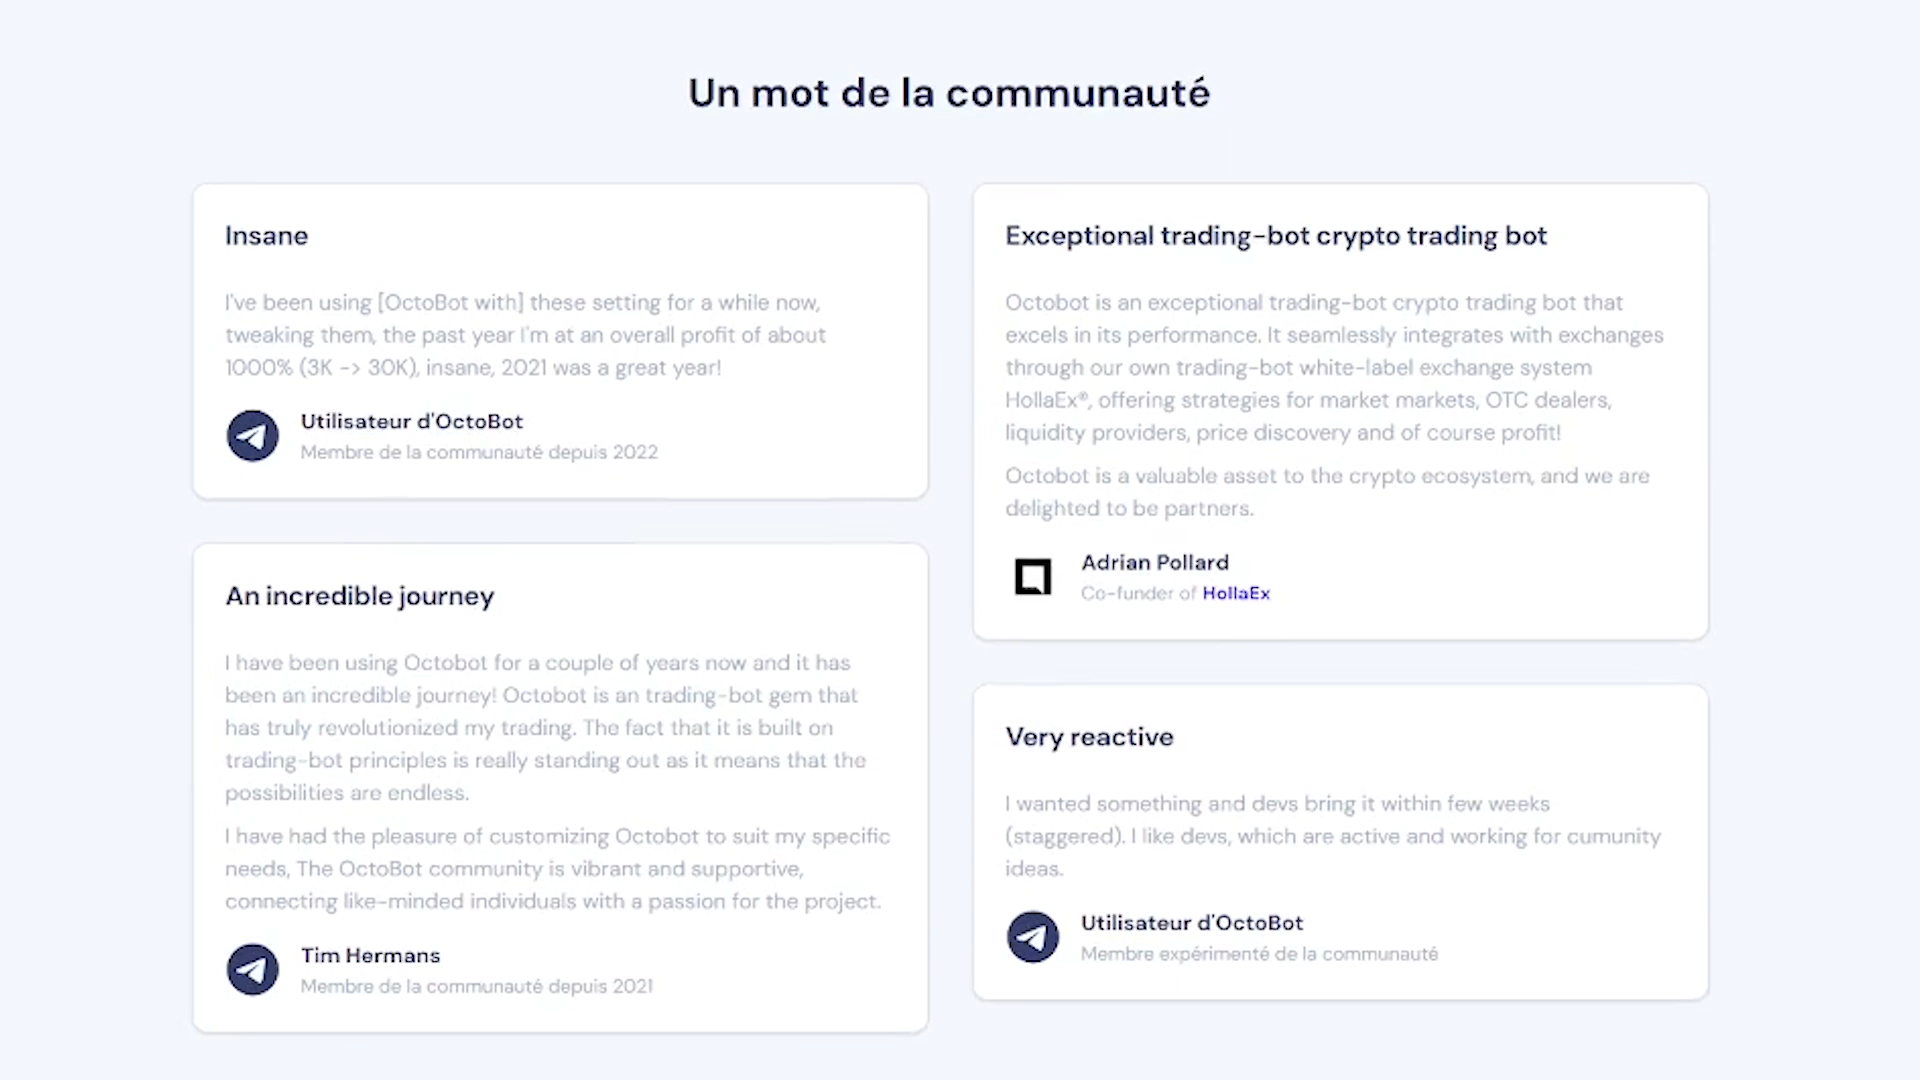 Un mot de la communauté
Insane
I've been using [OctoBot with] these setting for a while now,
tweaking them, the past year I'm at an overall profit of about
1000% (3K -> 30K), insane, 2021 was a great year!
Utilisateur d'OctoBot
Membre de la communauté depuis 2022
An incredible journey
I have been using Octobot for a couple of years now and it has
been an incredible journey! Octobot is an trading-bot gem that
has truly revolutionized my trading. The fact that it is built on
trading-bot principles is really standing out as it means that the
possibilities are endless.
I have had the pleasure of customizing Octobot to suit my specific
needs, The OctoBot community is vibrant and supportive,
connecting like-minded individuals with a passion for the project.
Tim Hermans
Membre de la communauté depuis 2021
Exceptional trading-bot crypto trading bot
Octobot is an exceptional trading-bot crypto trading bot that
excels in its performance. It seamlessly integrates with exchanges
through our own trading-bot white-label exchange system
HollaEx®, offering strategies for market markets, OTC dealers,
liquidity providers, price discovery and of course profit!
Octobot is a valuable asset to the crypto ecosystem, and we are
delighted to be partners.
Adrian Pollard
Co-funder of HollaEx
Very reactive
I wanted something and devs bring it within few weeks
(staggered). I like devs, which are active and working for cumunity
ideas.
Utilisateur d'OctoBot
Membre expérimenté de la communauté